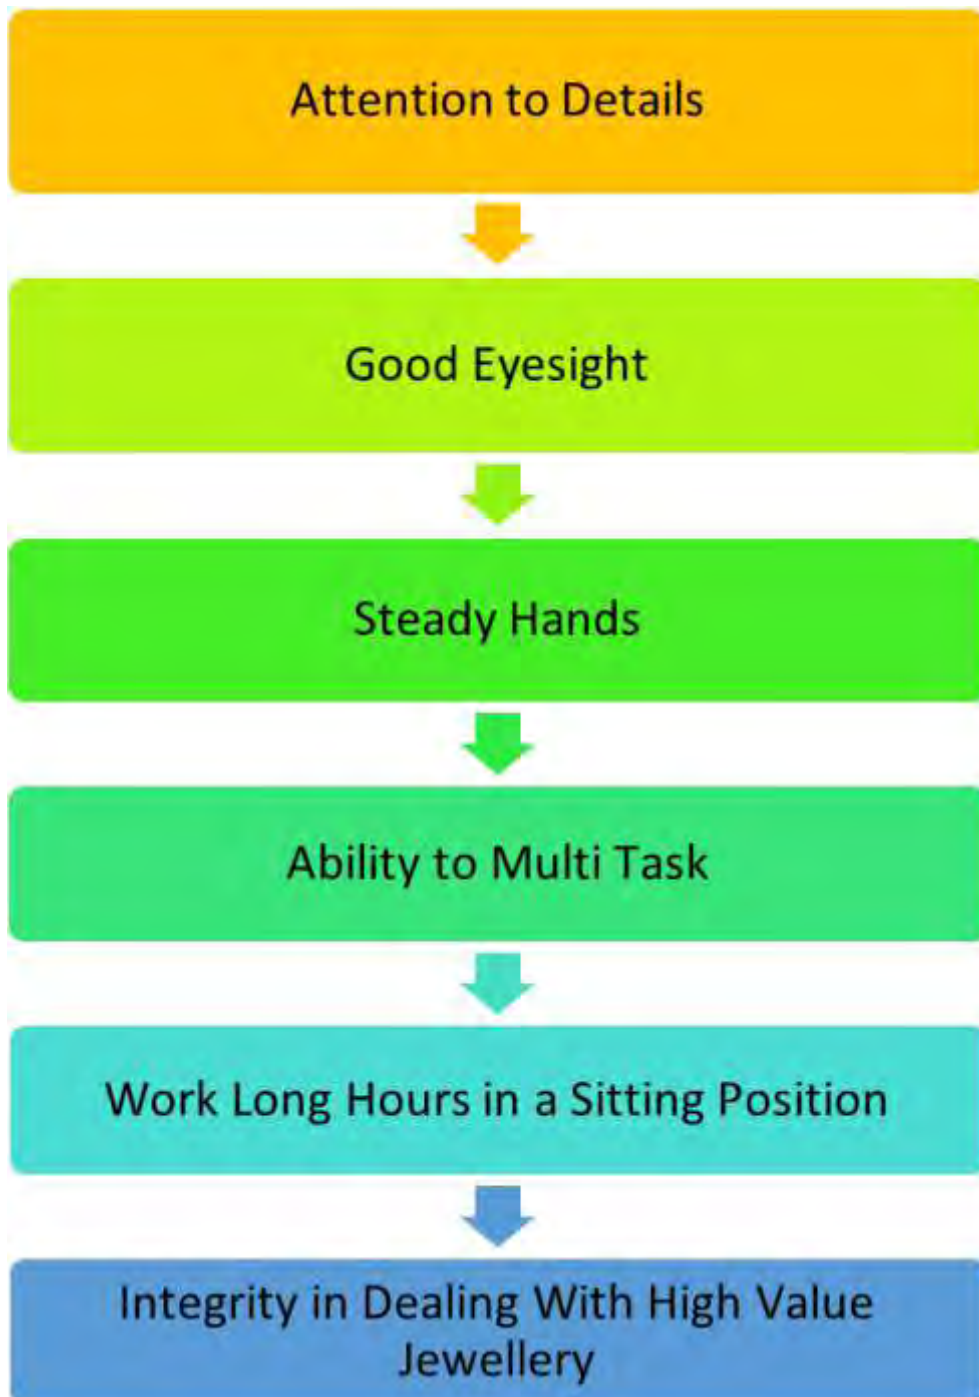 Attention to Details
Good Eyesight
Steady Hands
Ability to Multi Task
Work Long Hours in a Sitting Position
Integrity in Dealing With High Value
Jewellery